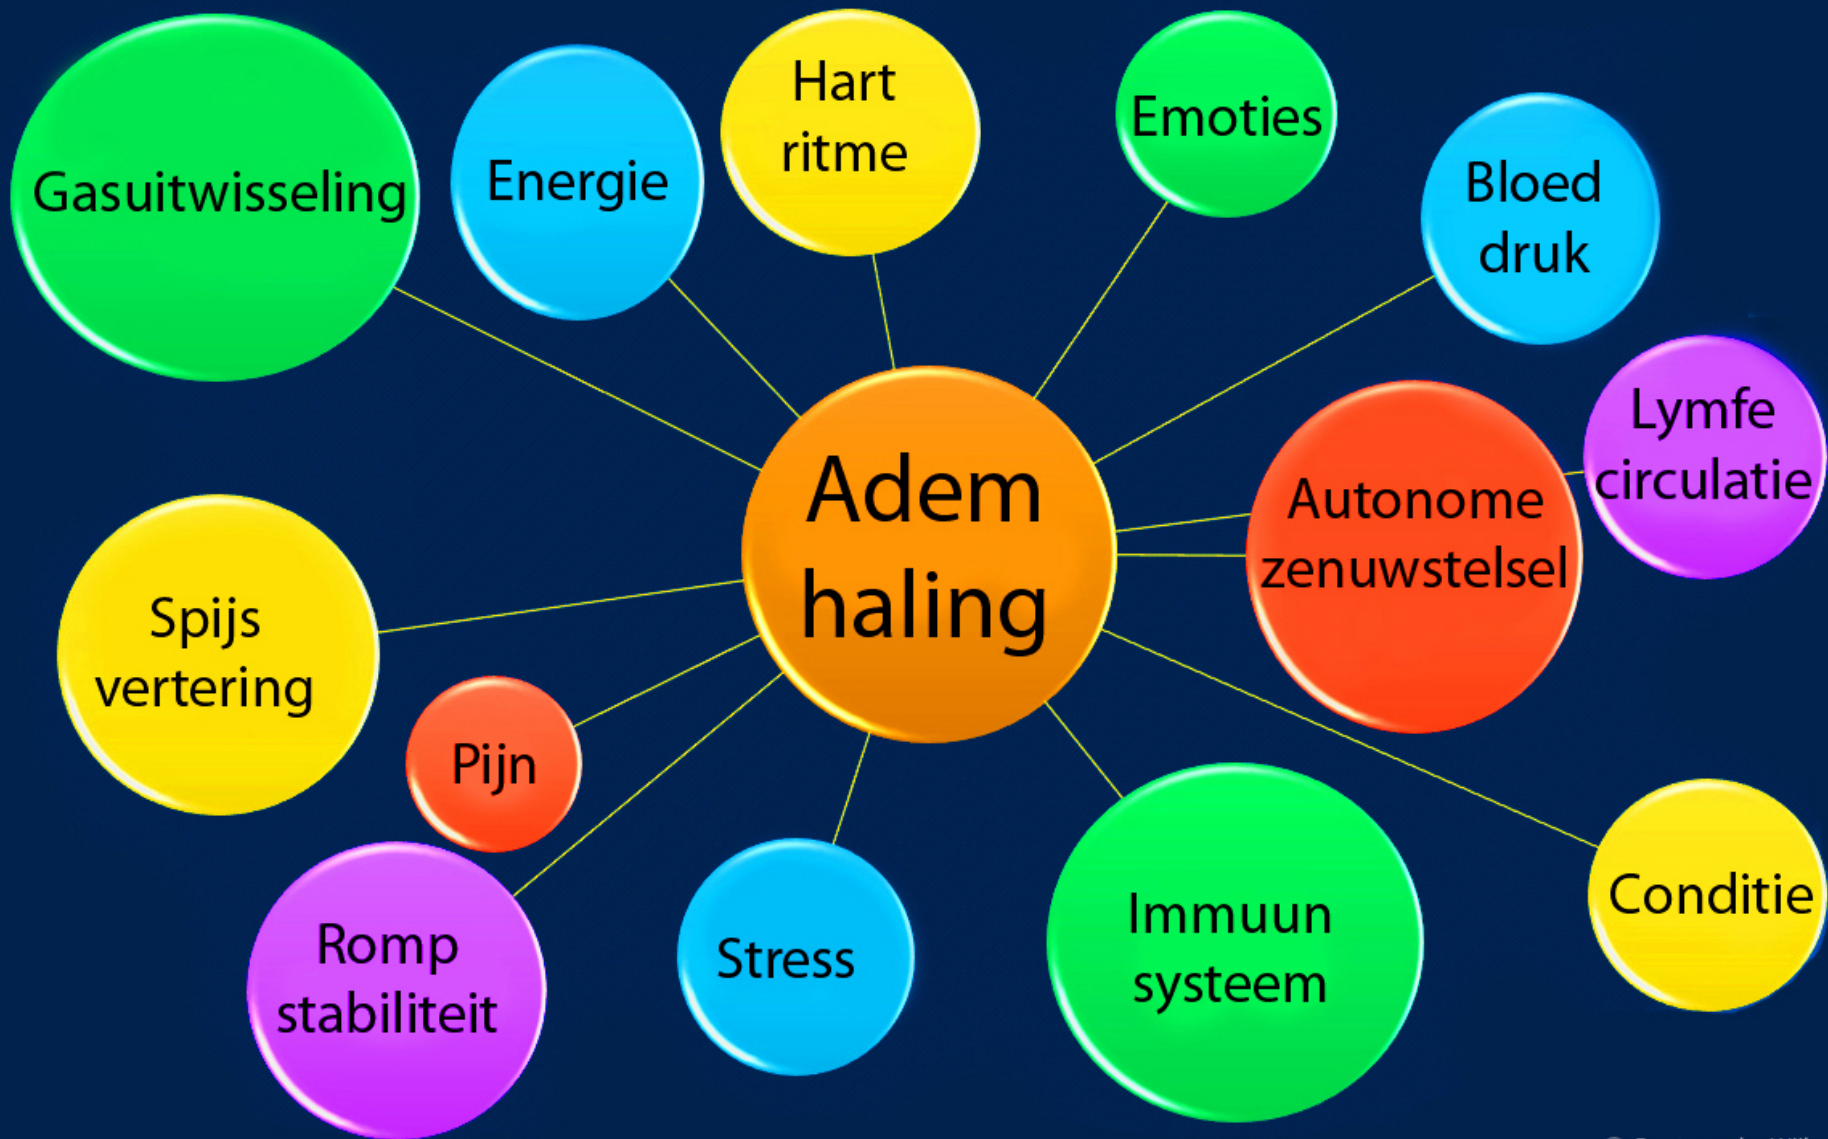 Gasuitwisseling
Energie
Hart
ritme
Emoties
Bloed
druk
Lymfe
circulatie
Autonome
zenuwstelsel
Adem
haling
Spijs
vertering
Pijn
Romp
stabiliteit
Stress
Immuun
systeem
Conditie